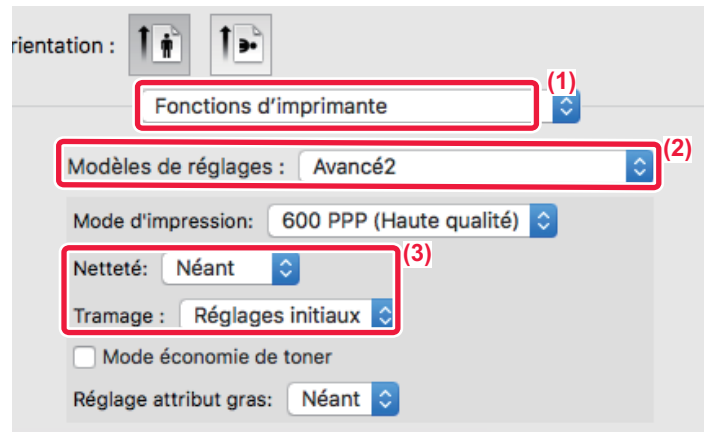 rientation :
(1)
Fonctions d'imprimante
(2)
Modèles de réglages : Avancé2
Mode d'impression: 600 PPP (Haute qualité)
(3)
Netteté: Néant
Tramage : Réglages initiaux
Mode économie de toner
Réglage attribut gras: Néant